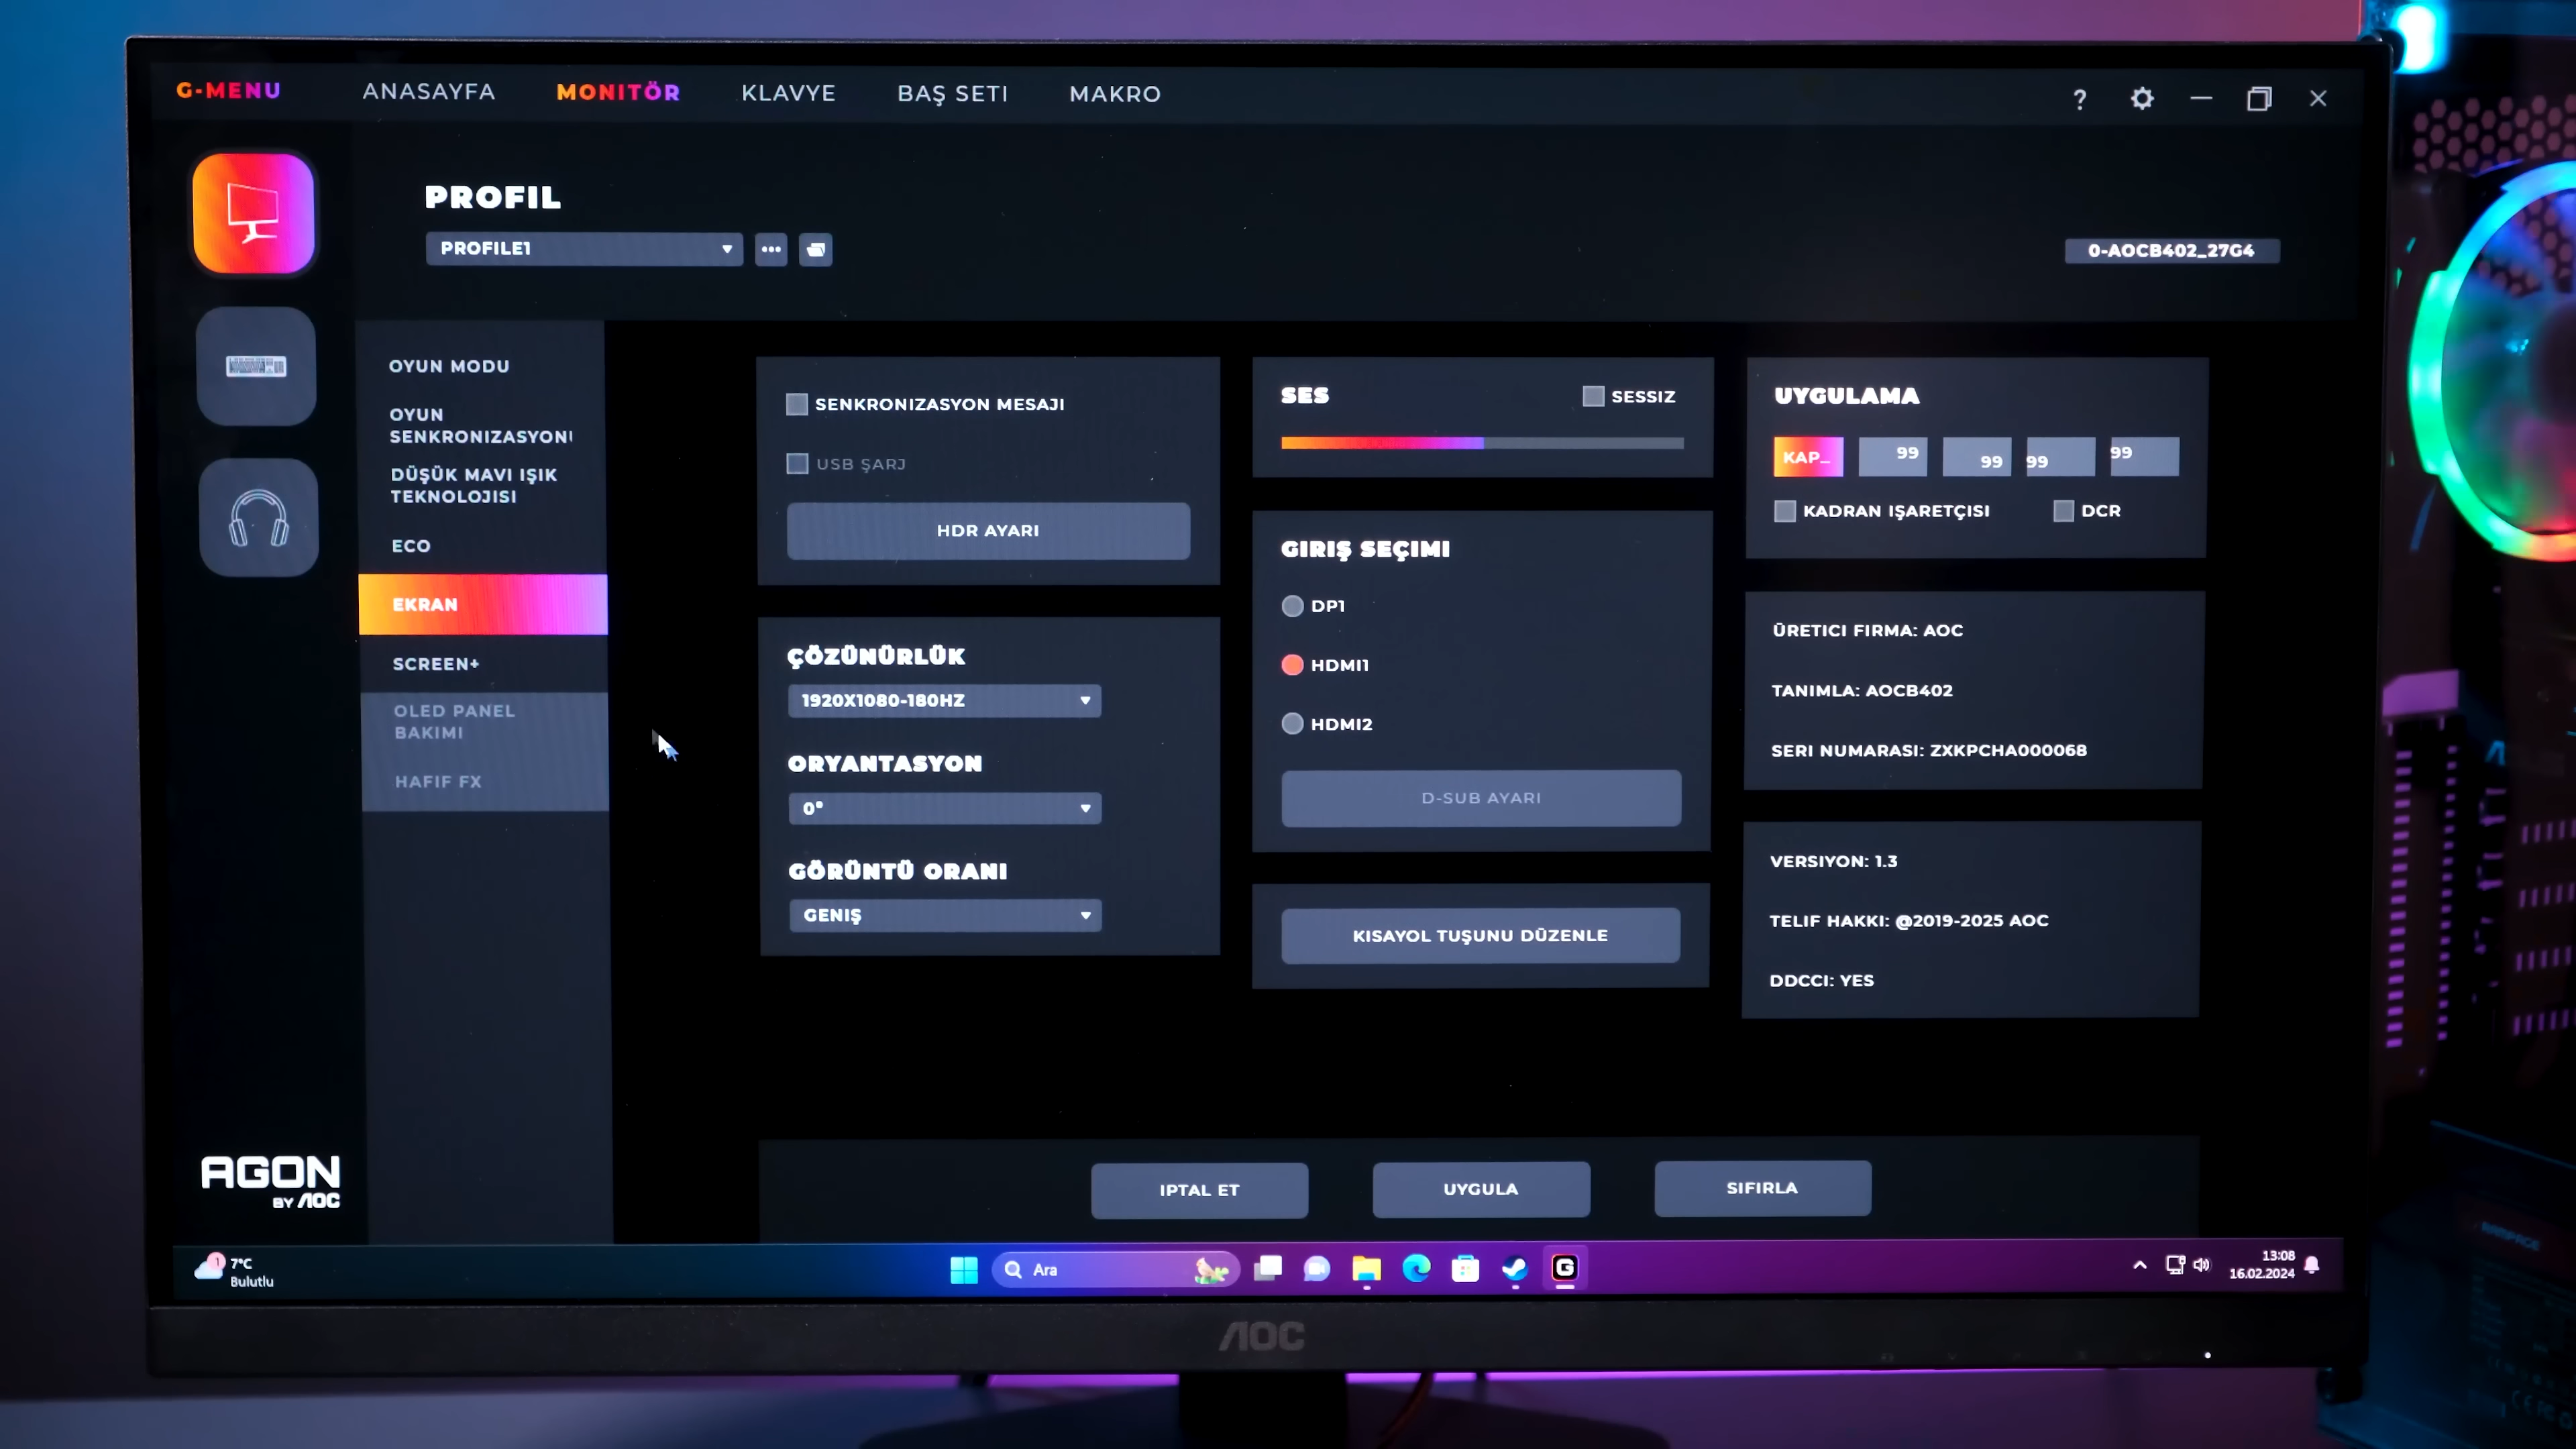 G-MENU
ANASAYFA
MONITÖR
KLAVYE
BAŞ SETI
MAKRO
?
PROFIL
PROFILE1
0-AOCB402_27G4
OYUN MODU
OYUN
SENKRONIZASYONU
DÜŞÜK MAVI IŞIK
TEKNOLOJISI
ECO
EKRAN
SCREEN+
OLED PANEL
BAKIMI
HAFIF FX
SENKRONIZASYON MESAJI
USB ŞARJ
HDR AYARI
ÇÖZÜNÜRLÜK
1920X1080-180HZ
ORYANTASYON
0°
GÖRÜNTÜ ORANI
GENIŞ
SES
SESSIZ
GIRIŞ SEÇIMI
DP1
HDMI1
HDMI2
D-SUB AYARI
KISAYOL TUŞUNU DÜZENLE
UYGULAMA
KAP_
99
99
99
99
KADRAN IŞARETÇISI
DCR
ÜRETICI FIRMA: AOC
TANIMLA: AOCB402
SERI NUMARASI: ZXKPCHA000068
VERSIYON: 1.3
TELIF HAKKI: @2019-2025 AOC
DDCCI: YES
IPTAL ET
UYGULA
SIFIRLA
AGON
BY AOC
1
7°C
Bulutlu
Ara
G
13:08
16.02.2024
AOC